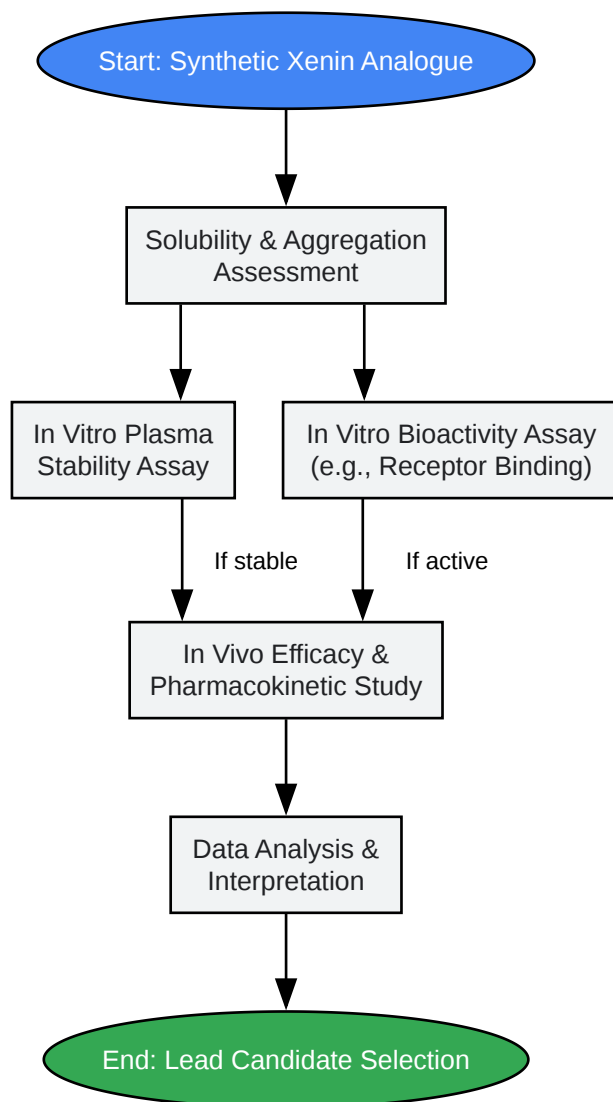 Start: Synthetic Xenin Analogue
Solubility & Aggregation
Assessment
In Vitro Plasma
Stability Assay
In Vitro Bioactivity Assay
(e.g., Receptor Binding)
If stable
If active
In Vivo Efficacy &
Pharmacokinetic Study
Data Analysis &
Interpretation
End: Lead Candidate Selection